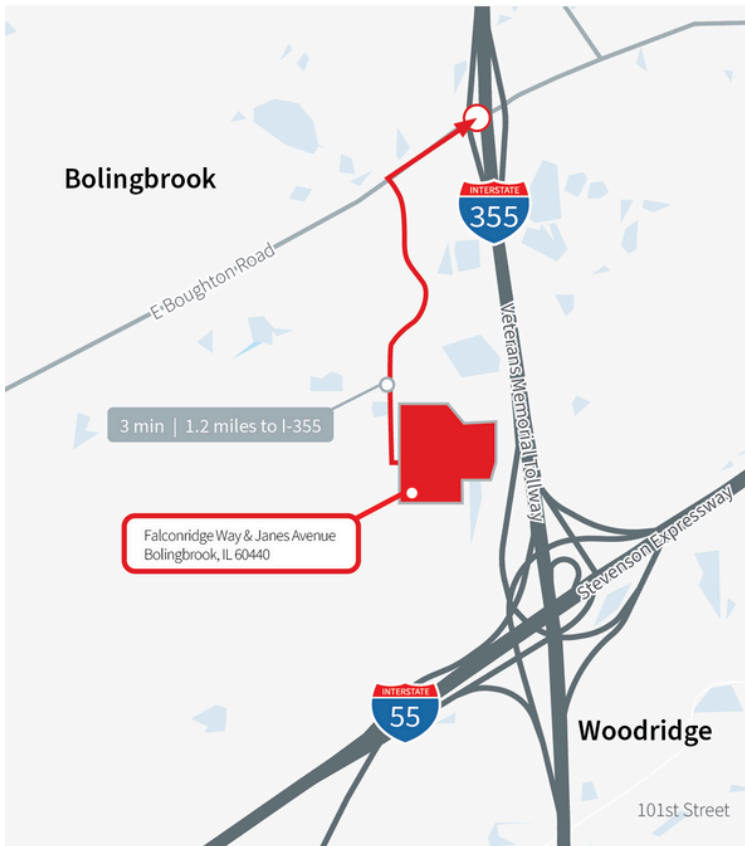 Bolingbrook
INTERSTATE
355
E Boughton Road
Veterans Memorial Tollway
3 min | 1.2 miles to I-355
Falconridge Way & Janes Avenue
Bolingbrook, IL 60440
Stevenson Expressway
INTERSTATE
55
Woodridge
101st Street